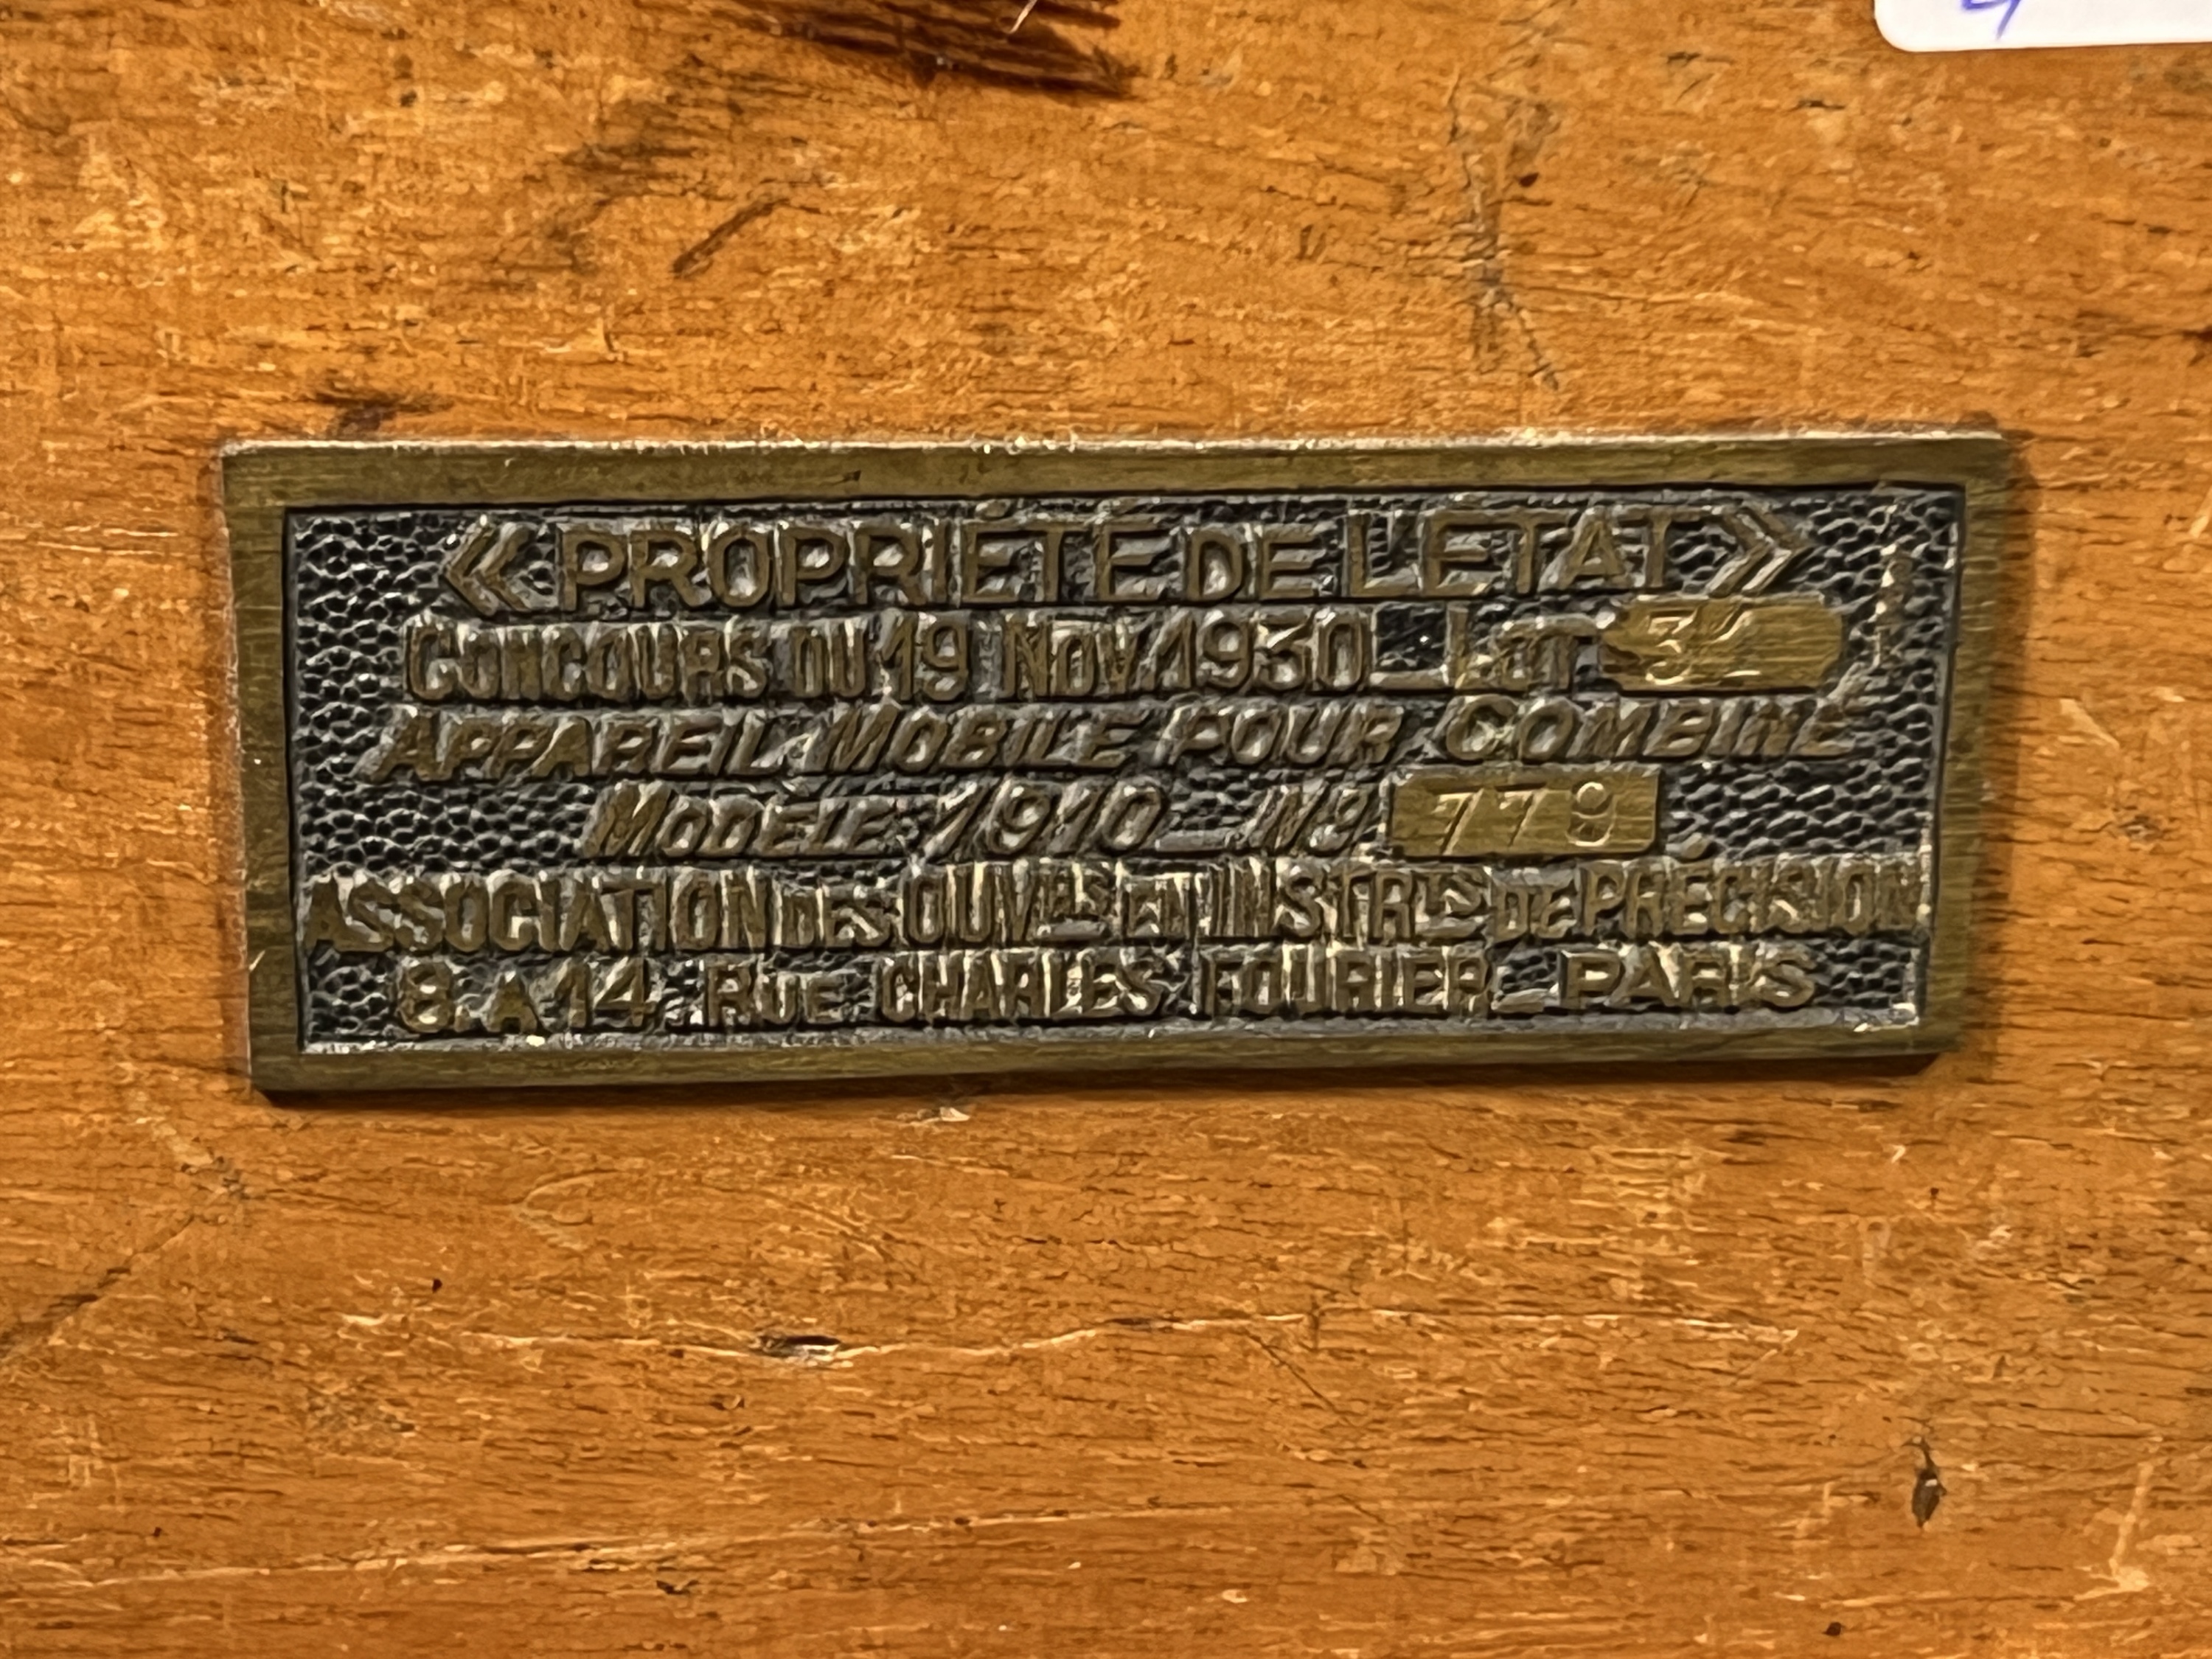 « PROPRIÉTÉ DE L'ÉTAT »
CONCOURS DU 19 NOV. 1930 _ LOT
APPAREIL MOBILE POUR COMBINÉ
MODÈLE 1910 _ Nº 779
ASSOCIATION DES OUVRS EN INSTRTS DE PRÉCISION
8 A 14, RUE CHARLES FOURIER _ PARIS